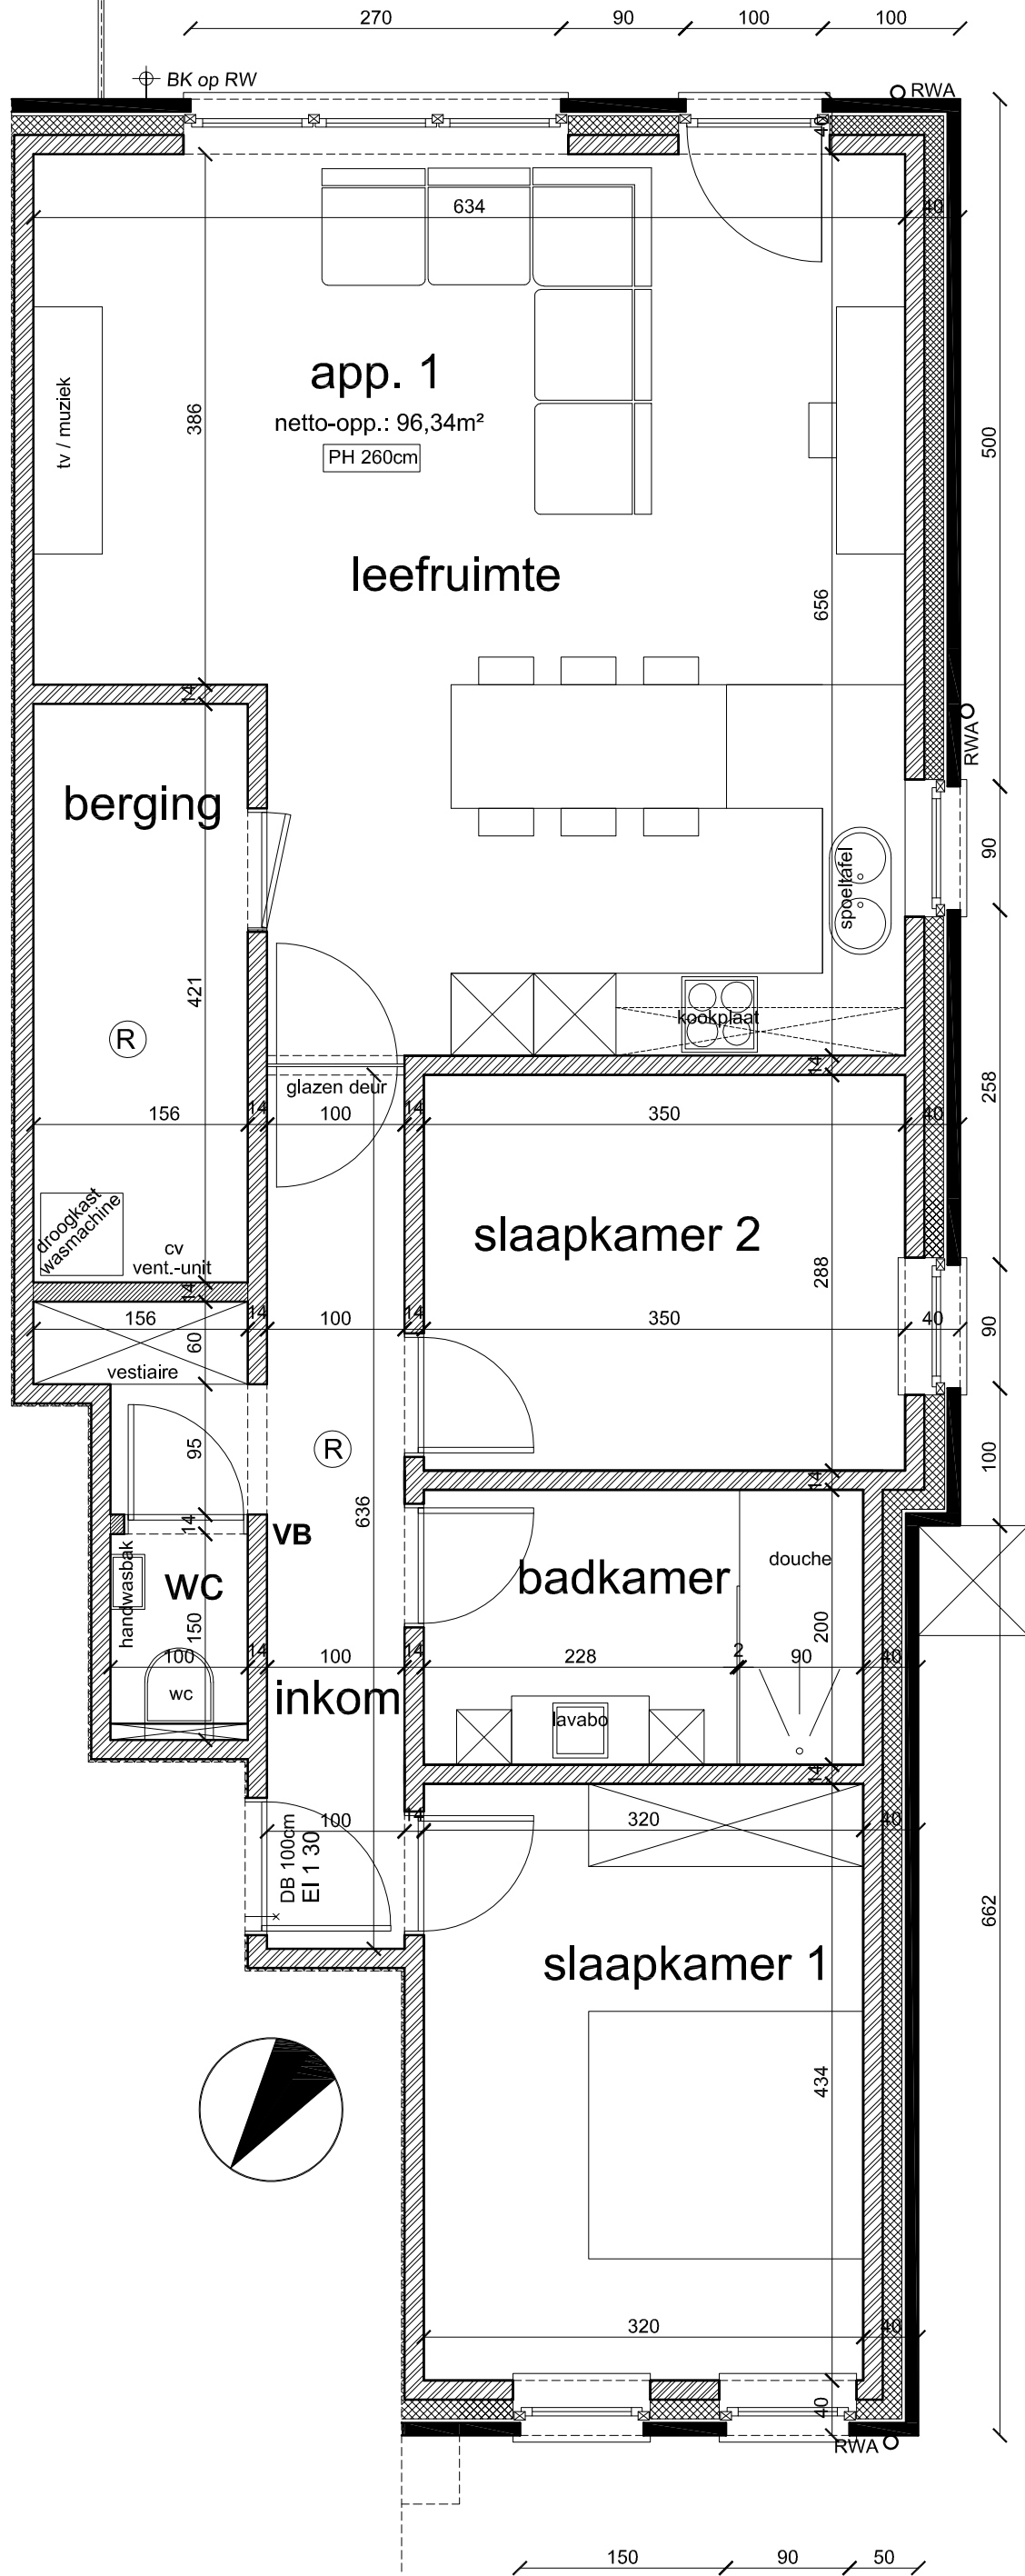 270
90
100
100
BK op RW
RWA
40
634
40
app. 1
netto-opp.: 96,34m²
PH 260cm
tv / muziek
386
500
leefruimte
656
14
RWA
berging
90
spoeltafel
421
R
kookplaat
14
glazen deur
258
156
14
100
14
350
40
droogkast
wasmachine
slaapkamer 2
cv
vent.-unit
288
14
156
14
100
14
350
40
90
60
vestiaire
95
R
100
14
636
14
VB
handwasbak
wc
badkamer
douche
150
200
100
14
100
14
228
2
90
40
wc
inkom
lavabo
14
100
14
320
40
DB 100cm
EI 1 30
662
slaapkamer 1
434
320
40
40
RWA
150
90
50